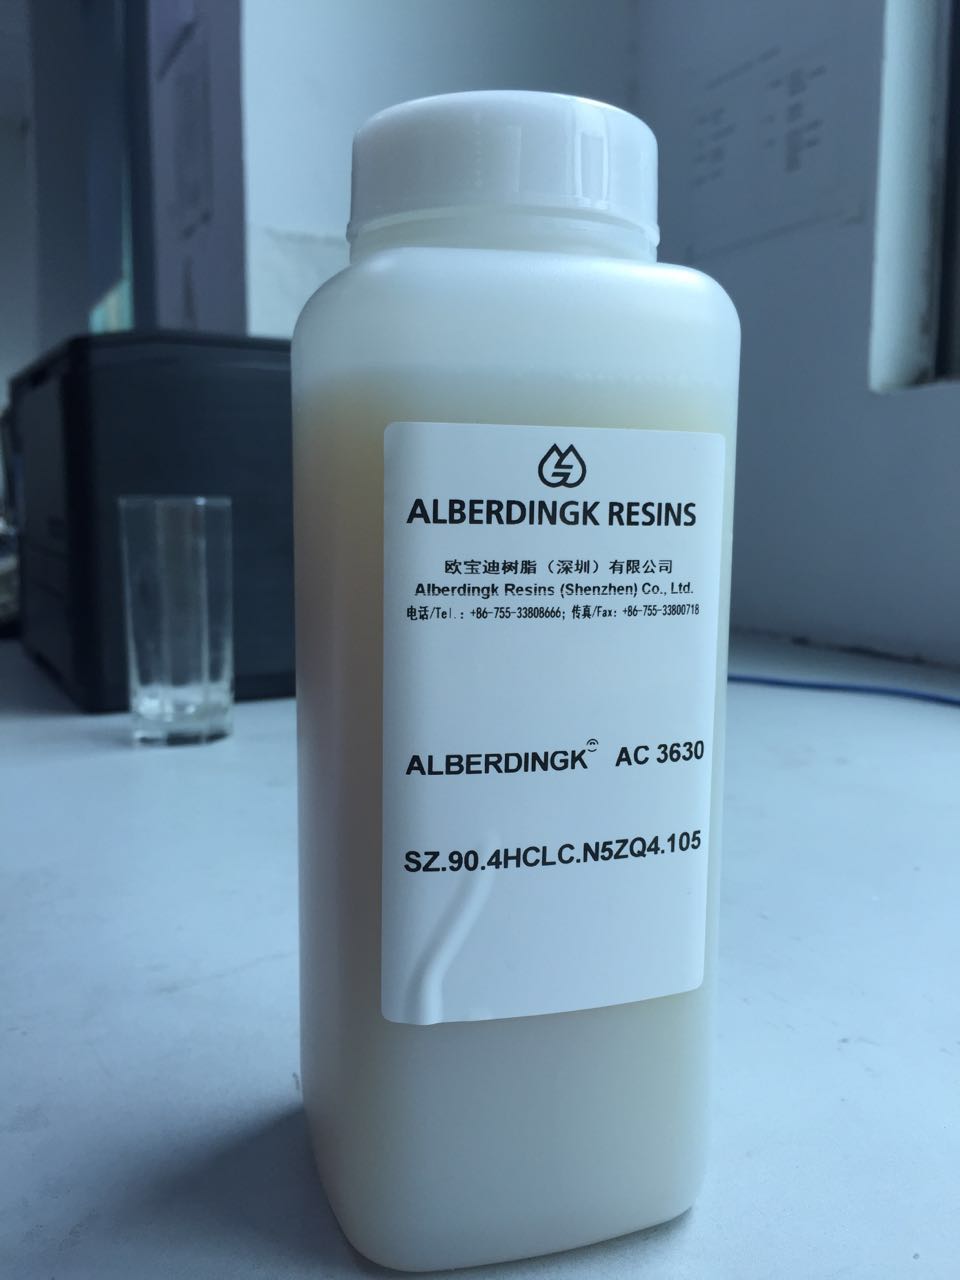 ALBERDINGK RESINS
欧宝迪树脂（深圳）有限公司
Alberdingk Resins (Shenzhen) Co., Ltd.
电话/Tel.：+86-755-33808666; 传真/Fax: +86-755-33800718
ALBERDINGK AC 3630
SZ.90.4HCLC.N5ZQ4.105